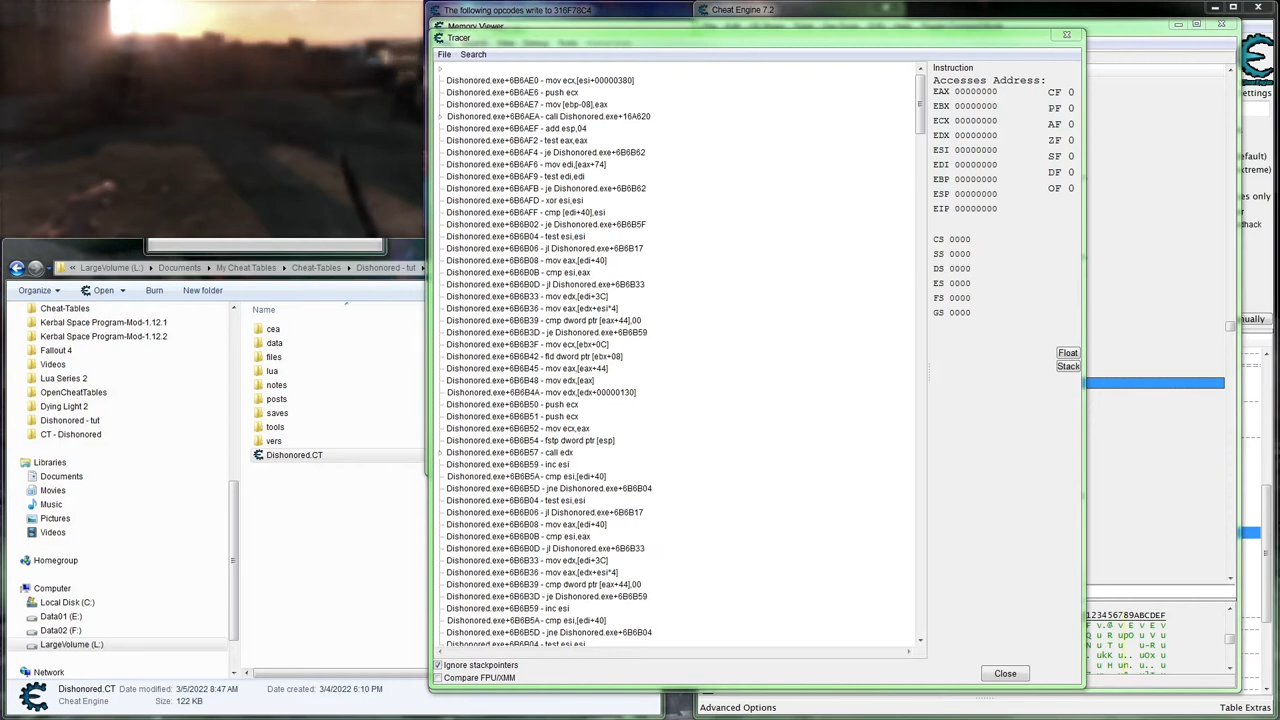 The following opcodes write to 316F78C4
Cheat Engine 7.2
Memory Viewer
Tracer
File Search
Dishonored.exe+6B6AE0 - mov ecx,[esi+00000380]
Dishonored.exe+6B6AE6 - push ecx
Dishonored.exe+6B6AE7 - mov [ebp-08],eax
Dishonored.exe+6B6AEA - call Dishonored.exe+16A620
Dishonored.exe+6B6AEF - add esp,04
Dishonored.exe+6B6AF2 - test eax,eax
Dishonored.exe+6B6AF4 - je Dishonored.exe+6B6B62
Dishonored.exe+6B6AF6 - mov edi,[eax+74]
Dishonored.exe+6B6AF9 - test edi,edi
Dishonored.exe+6B6AFB - je Dishonored.exe+6B6B62
Dishonored.exe+6B6AFD - xor esi,esi
Dishonored.exe+6B6AFF - cmp [edi+40],esi
Dishonored.exe+6B6B02 - je Dishonored.exe+6B6B5F
Dishonored.exe+6B6B04 - test esi,esi
Dishonored.exe+6B6B06 - jl Dishonored.exe+6B6B17
Dishonored.exe+6B6B08 - mov eax,[edi+40]
Dishonored.exe+6B6B0B - cmp esi,eax
Dishonored.exe+6B6B0D - jl Dishonored.exe+6B6B33
Dishonored.exe+6B6B33 - mov edx,[edi+3C]
Dishonored.exe+6B6B36 - mov eax,[edx+esi*4]
Dishonored.exe+6B6B39 - cmp dword ptr [eax+44],00
Dishonored.exe+6B6B3D - je Dishonored.exe+6B6B59
Dishonored.exe+6B6B3F - mov ecx,[ebx+0C]
Dishonored.exe+6B6B42 - fld dword ptr [ebx+08]
Dishonored.exe+6B6B45 - mov eax,[eax+44]
Dishonored.exe+6B6B48 - mov edx,[eax]
Dishonored.exe+6B6B4A - mov edx,[edx+00000130]
Dishonored.exe+6B6B50 - push ecx
Dishonored.exe+6B6B51 - push ecx
Dishonored.exe+6B6B52 - mov ecx,eax
Dishonored.exe+6B6B54 - fstp dword ptr [esp]
Dishonored.exe+6B6B57 - call edx
Dishonored.exe+6B6B59 - inc esi
Dishonored.exe+6B6B5A - cmp esi,[edi+40]
Dishonored.exe+6B6B5D - jne Dishonored.exe+6B6B04
Dishonored.exe+6B6B04 - test esi,esi
Dishonored.exe+6B6B06 - jl Dishonored.exe+6B6B17
Dishonored.exe+6B6B08 - mov eax,[edi+40]
Dishonored.exe+6B6B0B - cmp esi,eax
Dishonored.exe+6B6B0D - jl Dishonored.exe+6B6B33
Dishonored.exe+6B6B33 - mov edx,[edi+3C]
Dishonored.exe+6B6B36 - mov eax,[edx+esi*4]
Dishonored.exe+6B6B39 - cmp dword ptr [eax+44],00
Dishonored.exe+6B6B3D - je Dishonored.exe+6B6B59
Dishonored.exe+6B6B59 - inc esi
Dishonored.exe+6B6B5A - cmp esi,[edi+40]
Dishonored.exe+6B6B5D - jne Dishonored.exe+6B6B04
Dishonored.exe+6B6B04 - test esi,esi
Ignore stackpointers
Compare FPU/XMM
Instruction
Accesses Address:
EAX 00000000 CF 0
EBX 00000000 PF 0
ECX 00000000 AF 0
EDX 00000000 ZF 0
ESI 00000000 SF 0
EDI 00000000 DF 0
EBP 00000000 OF 0
ESP 00000000
EIP 00000000
CS 0000
SS 0000
DS 0000
ES 0000
FS 0000
GS 0000
Float
Stack
Close
LargeVolume (L:) Documents My Cheat Tables Cheat-Tables Dishonored - tut
Organize Open Burn New folder
Cheat-Tables
Kerbal Space Program-Mod-1.12.1
Kerbal Space Program-Mod-1.12.2
Fallout 4
Videos
Lua Series 2
OpenCheatTables
Dying Light 2
Dishonored - tut
CT - Dishonored
Libraries
Documents
Movies
Music
Pictures
Videos
Homegroup
Computer
Local Disk (C:)
Data01 (E:)
Data02 (F:)
LargeVolume (L:)
Network
Name
cea
data
files
lua
notes
posts
saves
tools
vers
Dishonored.CT
Dishonored.CT Date modified: 3/5/2022 8:47 AM Date created: 3/4/2022 6:10 PM
Cheat Engine Size: 122 KB
ettings
efault)
xtreme)
es only
dhack
anually
123456789ABCDEF
Advanced Options
Table Extras